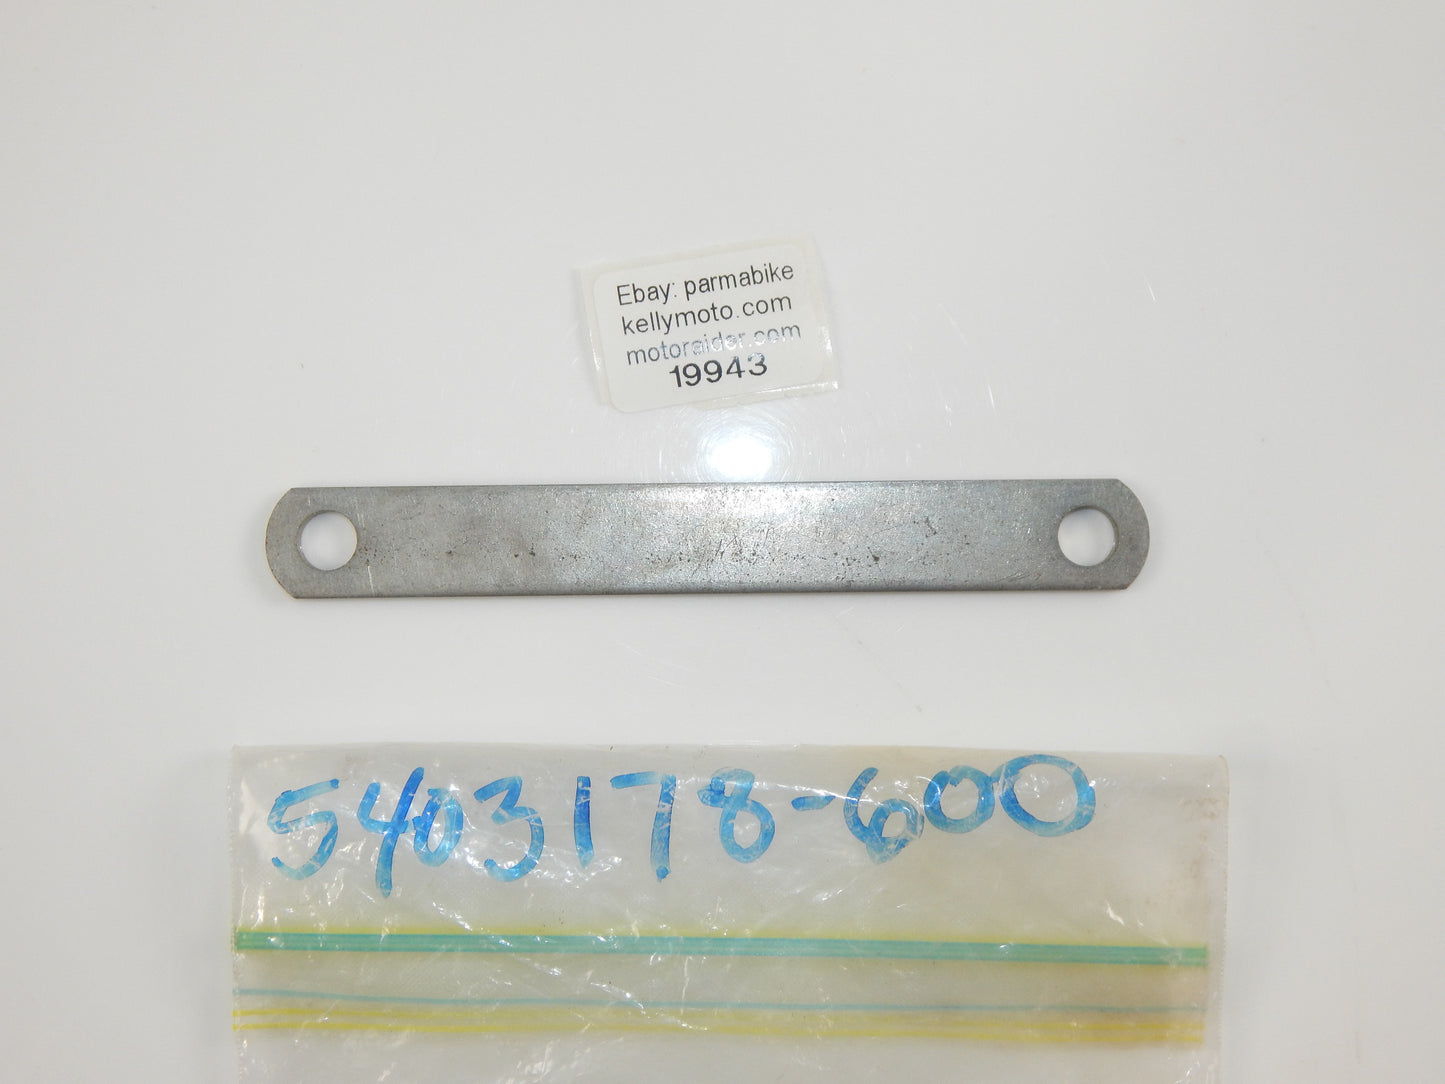 Ebay: parmabike
kellymoto.com
motoraider.com
19943
5403178-600